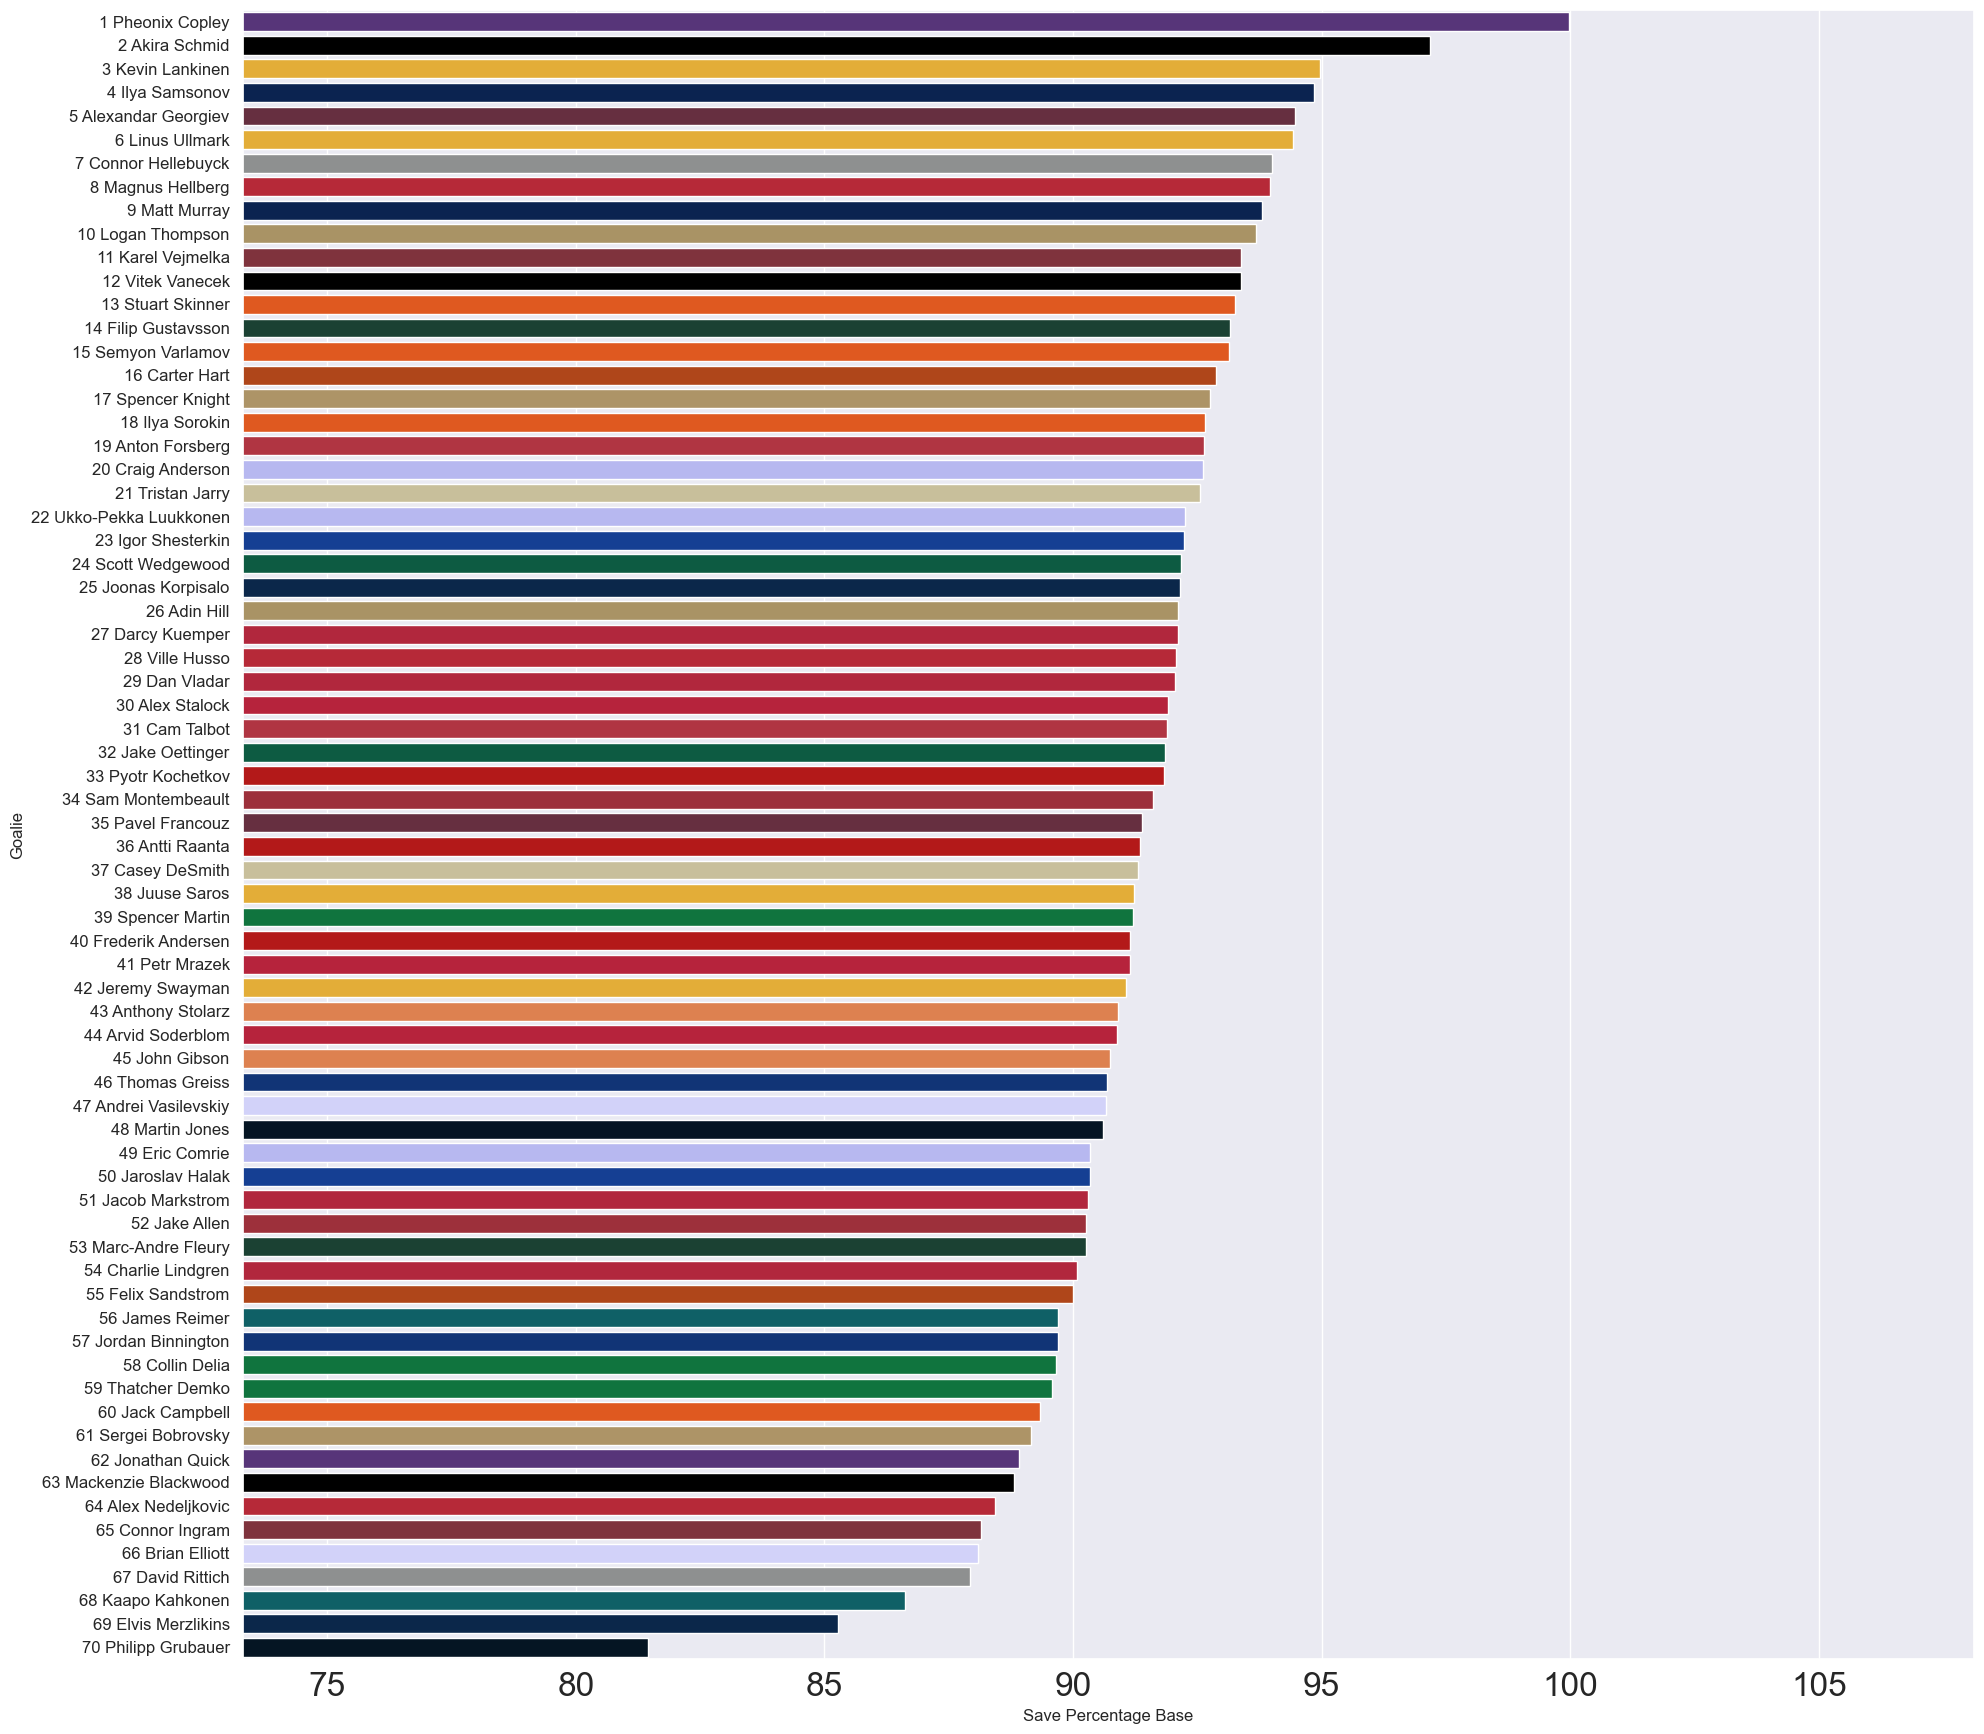 1 Pheonix Copley
2 Akira Schmid
3 Kevin Lankinen
4 Ilya Samsonov
5 Alexandar Georgiev
6 Linus Ullmark
7 Connor Hellebuyck
8 Magnus Hellberg
9 Matt Murray
10 Logan Thompson
11 Karel Vejmelka
12 Vitek Vanecek
13 Stuart Skinner
14 Filip Gustavsson
15 Semyon Varlamov
16 Carter Hart
17 Spencer Knight
18 Ilya Sorokin
19 Anton Forsberg
20 Craig Anderson
21 Tristan Jarry
22 Ukko-Pekka Luukkonen
23 Igor Shesterkin
24 Scott Wedgewood
25 Joonas Korpisalo
26 Adin Hill
27 Darcy Kuemper
28 Ville Husso
29 Dan Vladar
30 Alex Stalock
31 Cam Talbot
32 Jake Oettinger
33 Pyotr Kochetkov
34 Sam Montembeault
35 Pavel Francouz
36 Antti Raanta
37 Casey DeSmith
38 Juuse Saros
39 Spencer Martin
40 Frederik Andersen
41 Petr Mrazek
42 Jeremy Swayman
43 Anthony Stolarz
44 Arvid Soderblom
45 John Gibson
46 Thomas Greiss
47 Andrei Vasilevskiy
48 Martin Jones
49 Eric Comrie
50 Jaroslav Halak
51 Jacob Markstrom
52 Jake Allen
53 Marc-Andre Fleury
54 Charlie Lindgren
55 Felix Sandstrom
56 James Reimer
57 Jordan Binnington
58 Collin Delia
59 Thatcher Demko
60 Jack Campbell
61 Sergei Bobrovsky
62 Jonathan Quick
63 Mackenzie Blackwood
64 Alex Nedeljkovic
65 Connor Ingram
66 Brian Elliott
67 David Rittich
68 Kaapo Kahkonen
69 Elvis Merzlikins
70 Philipp Grubauer
Goalie
75 80 85 90 95 100 105
Save Percentage Base